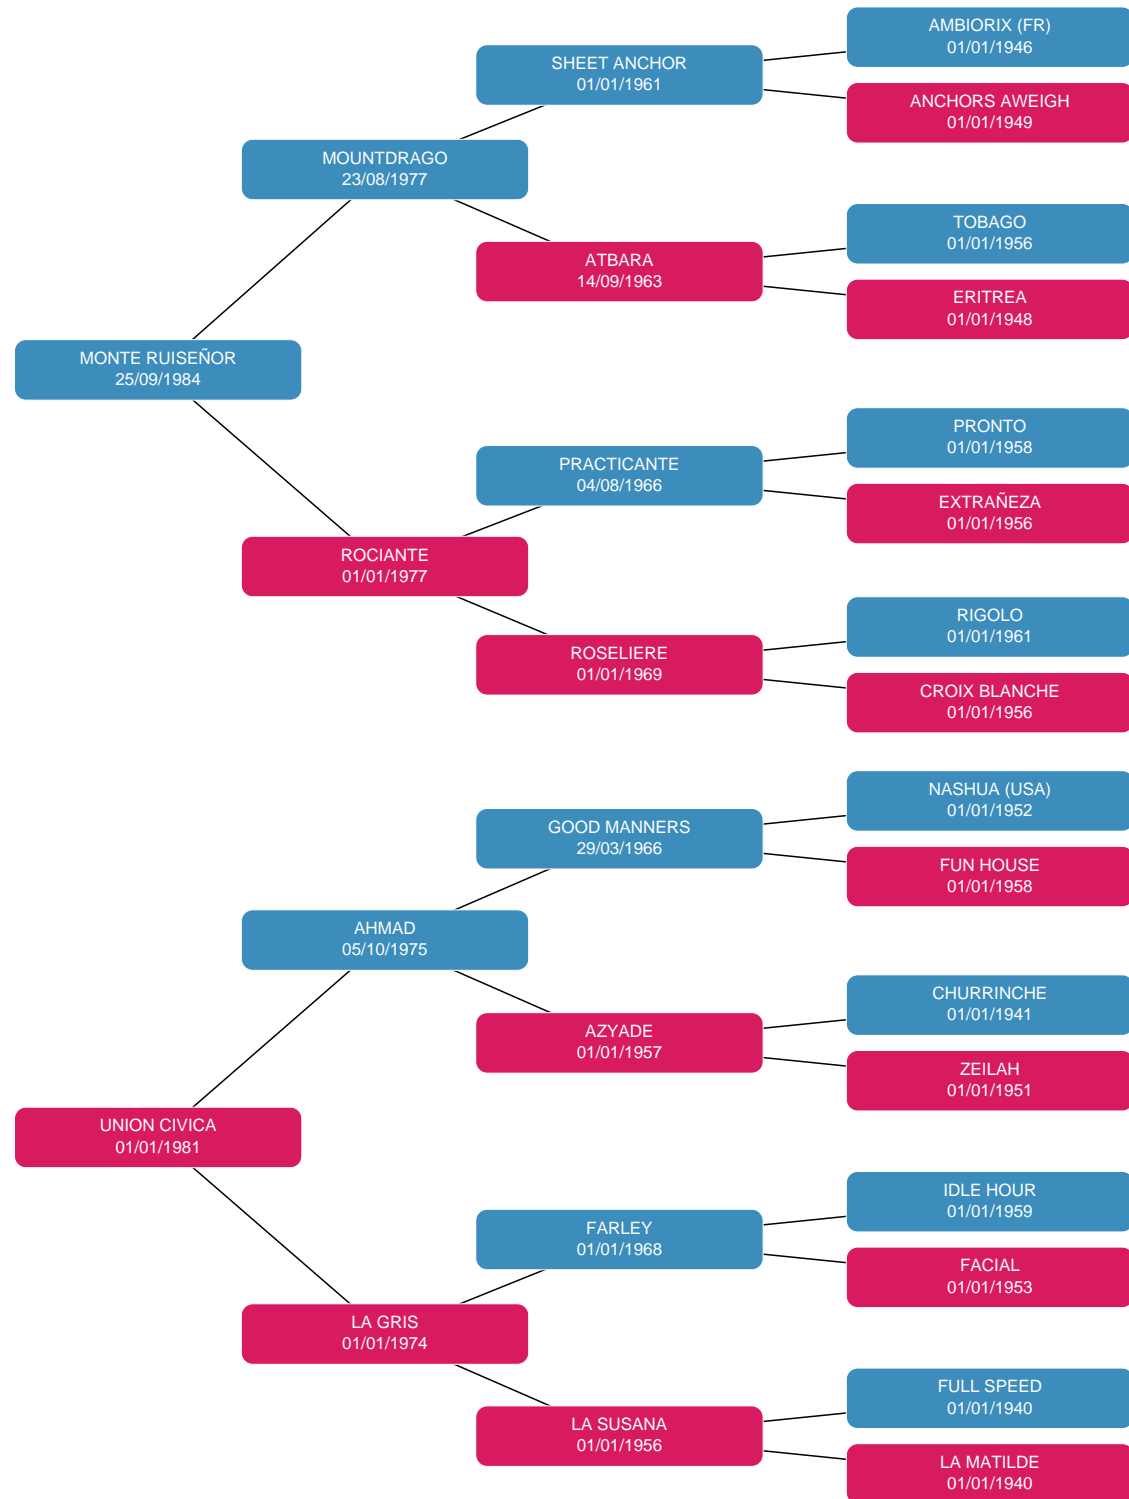 AMBIORIX (FR)
01/01/1946
SHEET ANCHOR
01/01/1961
ANCHORS AWEIGH
01/01/1949
MOUNTDRAGO
23/08/1977
TOBAGO
01/01/1956
ATBARA
14/09/1963
ERITREA
01/01/1948
MONTE RUISEÑOR
25/09/1984
PRONTO
01/01/1958
PRACTICANTE
04/08/1966
EXTRAÑEZA
01/01/1956
ROCIANTE
01/01/1977
RIGOLO
01/01/1961
ROSELIERE
01/01/1969
CROIX BLANCHE
01/01/1956
NASHUA (USA)
01/01/1952
GOOD MANNERS
29/03/1966
FUN HOUSE
01/01/1958
AHMAD
05/10/1975
CHURRINCHE
01/01/1941
AZYADE
01/01/1957
ZEILAH
01/01/1951
UNION CIVICA
01/01/1981
IDLE HOUR
01/01/1959
FARLEY
01/01/1968
FACIAL
01/01/1953
LA GRIS
01/01/1974
FULL SPEED
01/01/1940
LA SUSANA
01/01/1956
LA MATILDE
01/01/1940